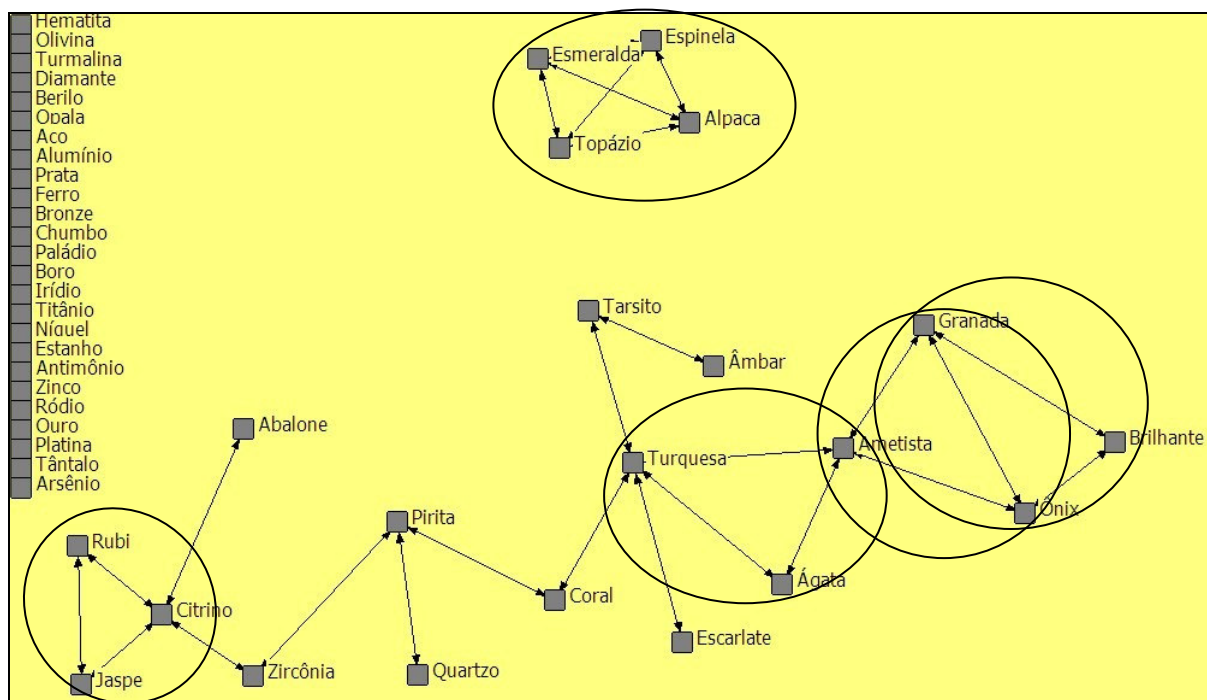 Hematita
Olivina
Turmalina
Diamante
Berilo
Opala
Aço
Alumínio
Prata
Ferro
Bronze
Chumbo
Paládio
Boro
Irídio
Titânio
Níquel
Estanho
Antimônio
Zinco
Ródio
Ouro
Platina
Tântalo
Arsênio
Espinela
Esmeralda
Alpaca
Topázio
Tarsito
Granada
Âmbar
Abalone
Ametista
Brilhante
Turquesa
Pirita
Ônix
Rubi
Ágata
Coral
Citrino
Escarlate
Zircônia
Quartzo
Jaspe